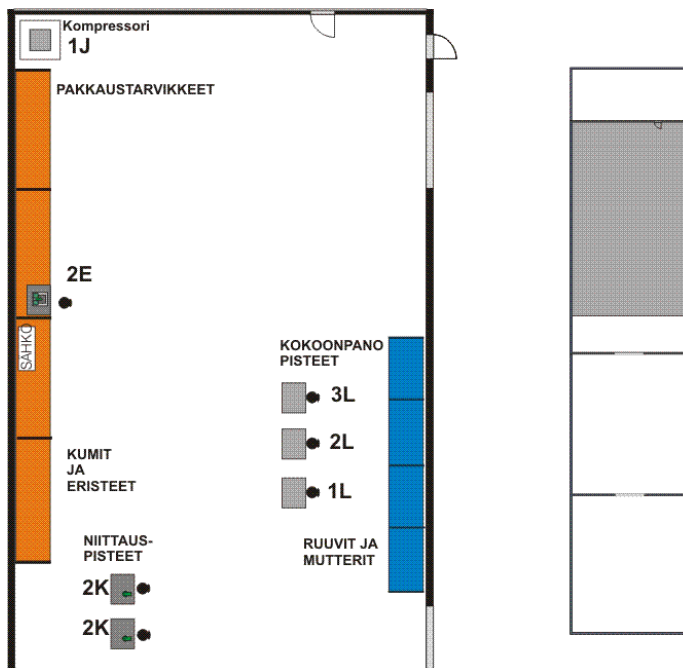 Kompressori
1J
PAKKAUSTARVIKKEET
2E
SÄHKÖ
KOKOONPANO
PISTEET
3L
2L
1L
KUMIT
JA
ERISTEET
NIITTAUS-
PISTEET
RUUVIT JA
MUTTERIT
2K
2K